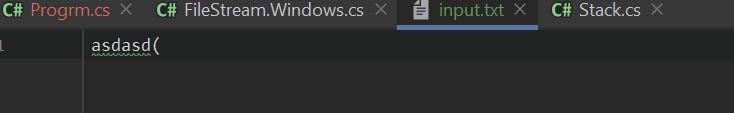 C# Progrm.cs × C# FileStream.Windows.cs × input.txt × C# Stack.cs ×
1 asdasd(